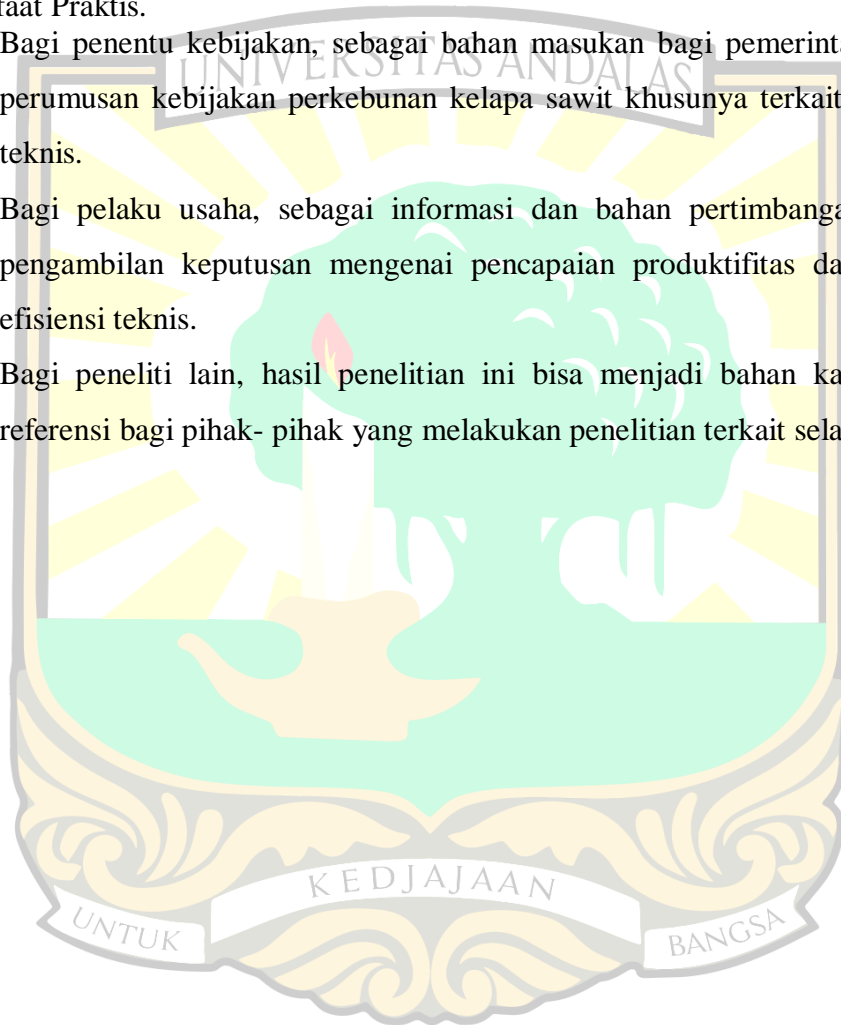 faat Praktis.
Bagi penentu kebijakan, sebagai bahan masukan bagi pemerinta
UNIVERSITAS ANDALAS
perumusan kebijakan perkebunan kelapa sawit khusunya terkait
teknis.
Bagi pelaku usaha, sebagai informasi dan bahan pertimbanga
pengambilan keputusan mengenai pencapaian produktifitas da
efisiensi teknis.
Bagi peneliti lain, hasil penelitian ini bisa menjadi bahan ka
referensi bagi pihak- pihak yang melakukan penelitian terkait sela
KEDJAJAAN
UNTUK
BANGSA